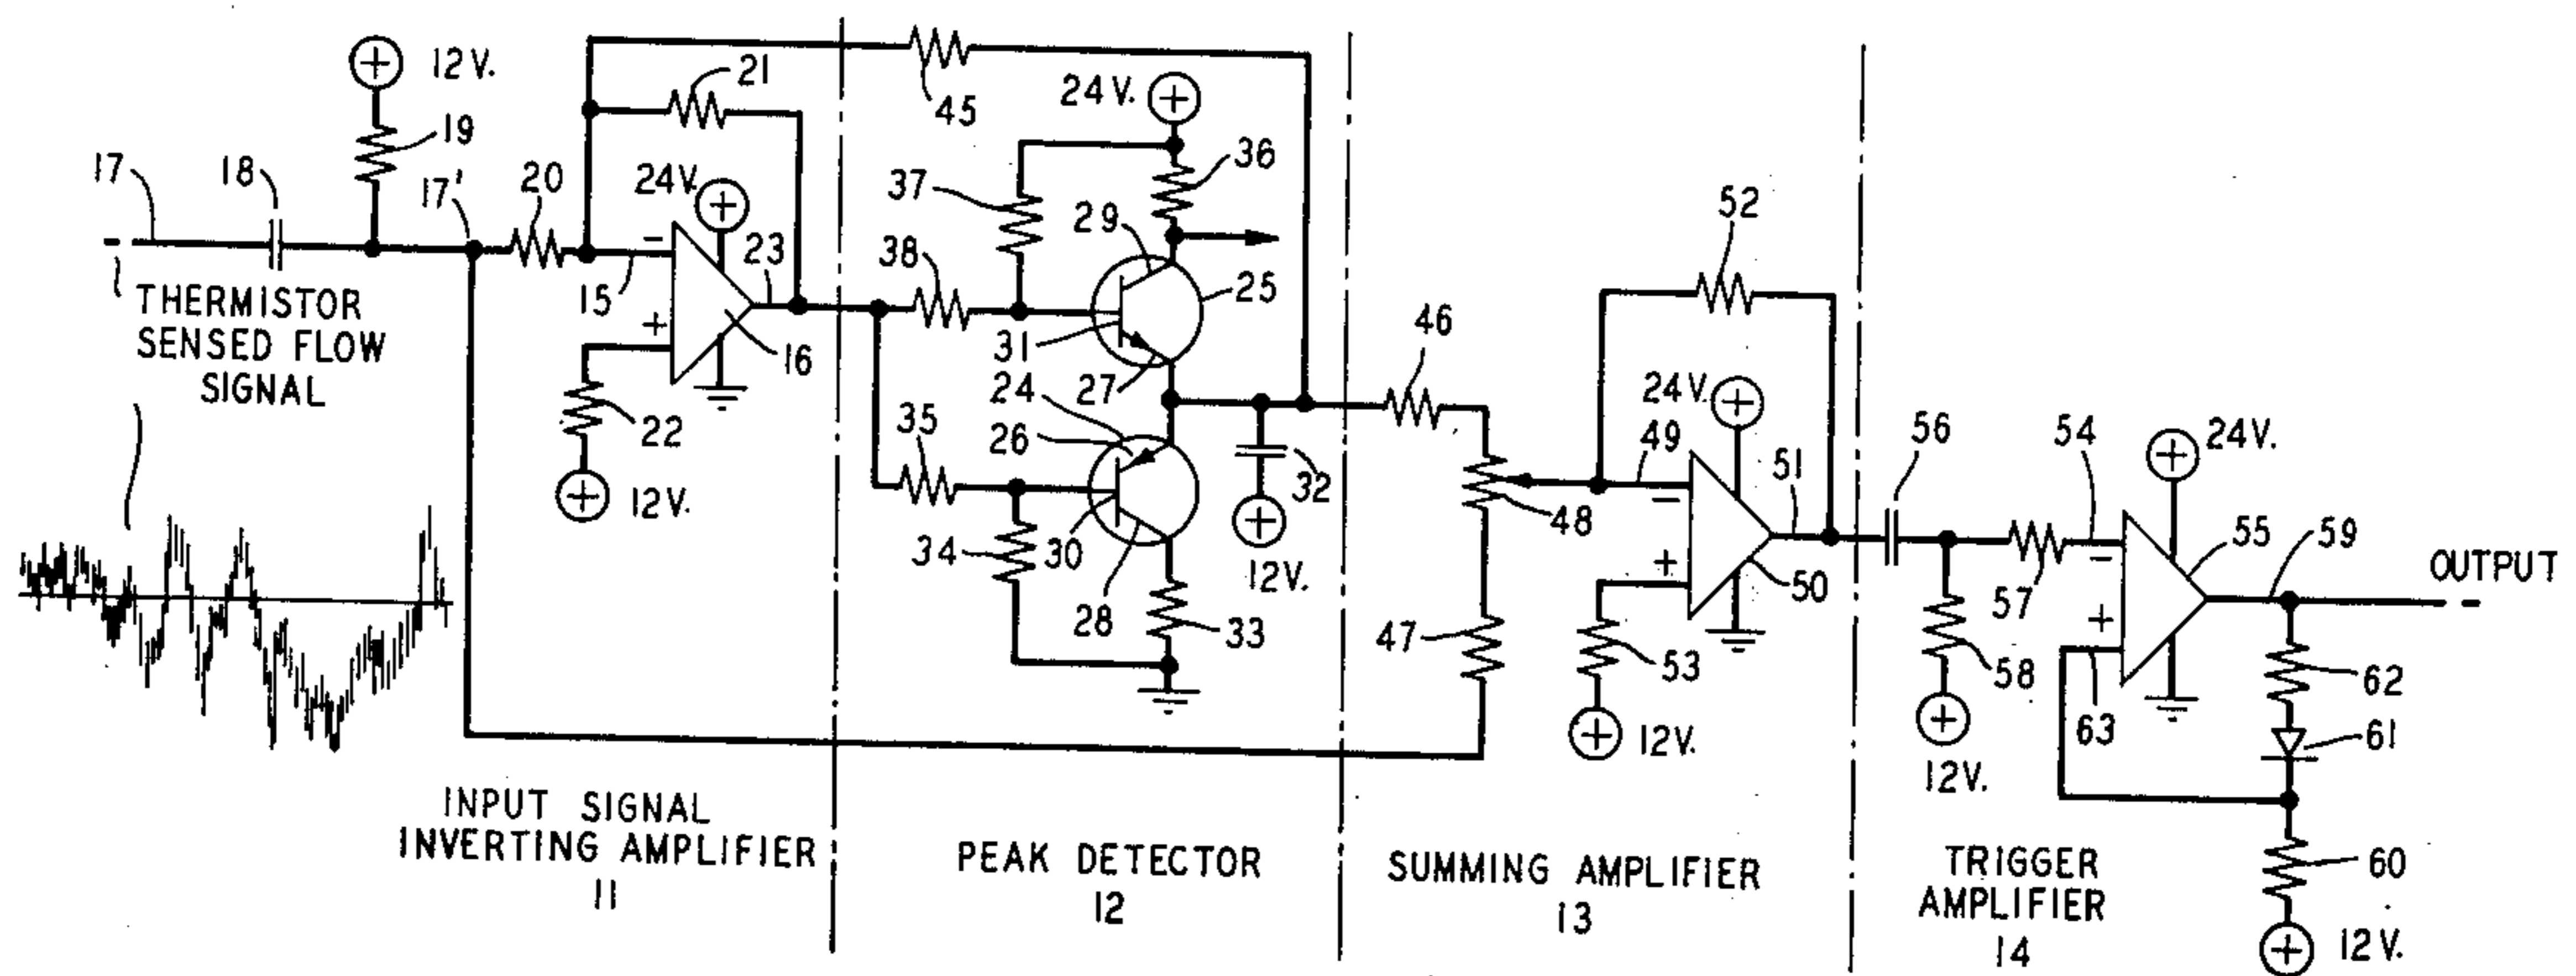 12V.
21
19
45
24V.
36
17
18
17'
20
24V.
37
29
52
23
38
25
15
THERMISTOR
SENSED FLOW
SIGNAL
-
+
16
31
27
46
24V.
24
26
22
35
49
56
54
24V.
12V.
32
48
-
51
12V.
34
30
+
50
57
-
55
59
OUTPUT
28
33
47
53
+
58
62
12V.
63
61
12V.
INPUT SIGNAL
INVERTING AMPLIFIER
11
PEAK DETECTOR
12
SUMMING AMPLIFIER
13
TRIGGER
AMPLIFIER
14
60
12V.